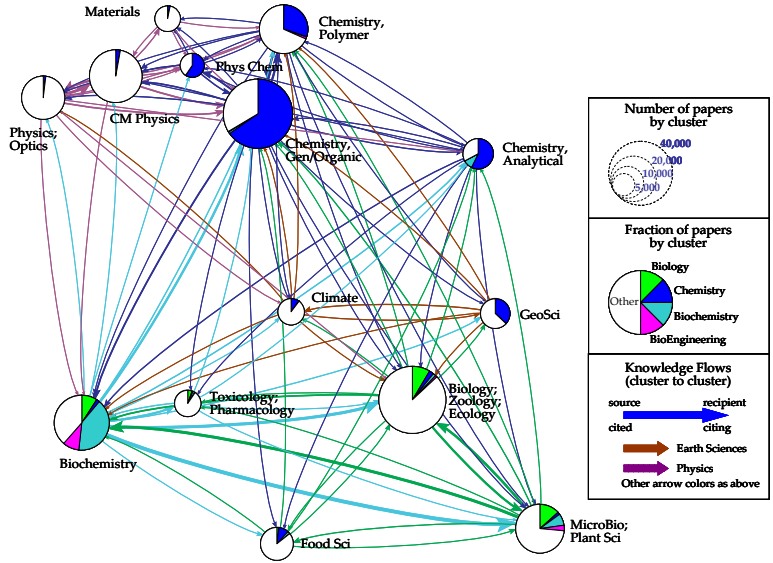 Materials
Chemistry,
Polymer
Phys Chem
CM Physics
Physics;
Optics
Chemistry,
Gen/Organic
Chemistry,
Analytical
Climate
GeoSci
Toxicology;
Pharmacology
Biology;
Zoology;
Ecology
Biochemistry
Food Sci
MicroBio;
Plant Sci
Number of papers
by cluster
40,000
20,000
10,000
5,000
Fraction of papers
by cluster
Biology
Chemistry
Other
Biochemistry
BioEngineering
Knowledge Flows
(cluster to cluster)
source recipient
cited citing
Earth Sciences
Physics
Other arrow colors as above